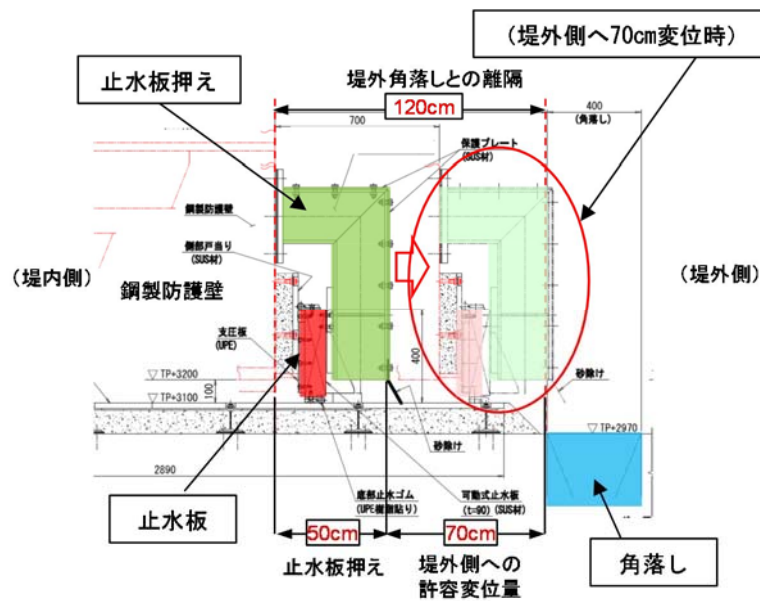 (堤外側へ70cm変位時)
止水板押え
堤外角落しとの離隔
120cm
400
(角落し)
700
保護プレート
(SUS材)
鋼製防護壁
側部戸当り
(SUS材)
(堤内側)
鋼製防護壁
(堤外側)
支圧板
(UPE)
400
砂除け
TP+3200
100
TP+3100
TP+2970
砂除け
2890
底部止水ゴム
(UPE樹脂貼り)
可動式止水板
(t=90)(SUS材)
止水板
50cm
70cm
角落し
止水板押え
堤外側への
許容変位量